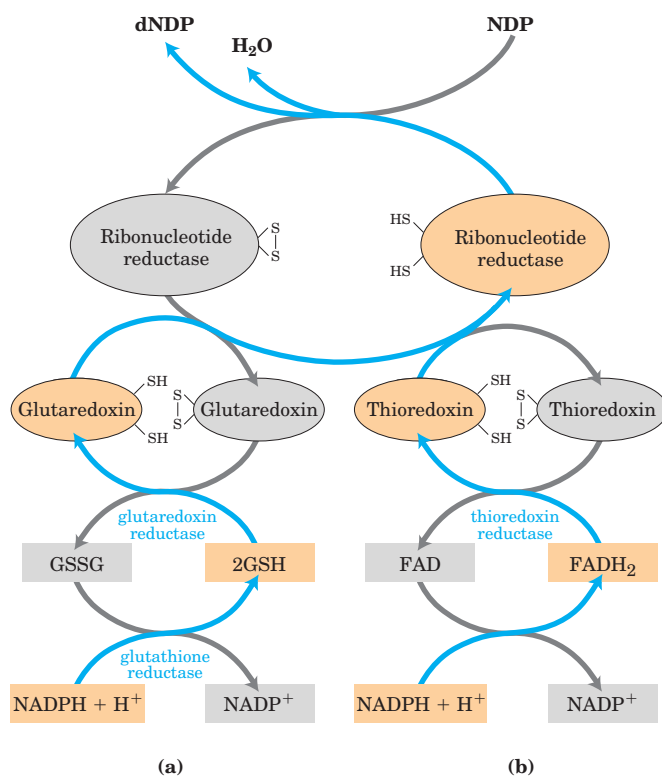 dNDP
H₂O
NDP
Ribonucleotide
reductase
S
S
HS
HS
Ribonucleotide
reductase
Glutaredoxin
SH
SH
S
S
Glutaredoxin
Thioredoxin
SH
SH
S
S
Thioredoxin
glutaredoxin
reductase
thioredoxin
reductase
GSSG
2GSH
FAD
FADH₂
glutathione
reductase
NADPH + H⁺
NADP⁺
NADPH + H⁺
NADP⁺
(a)
(b)